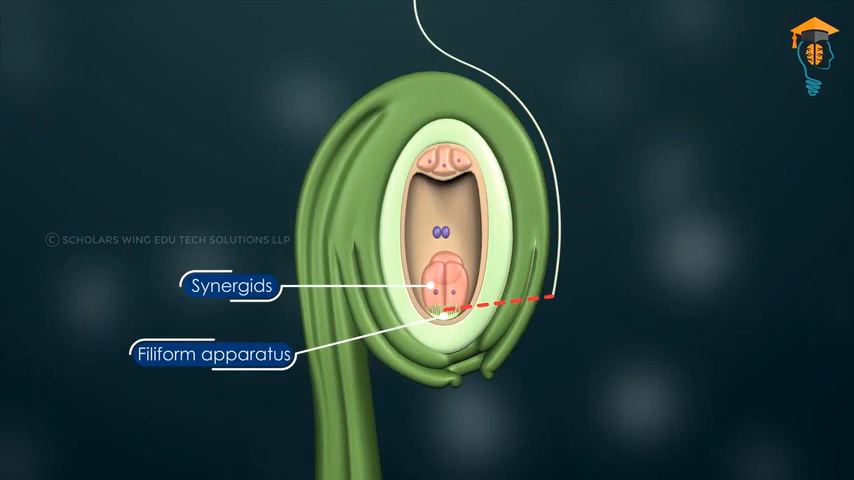 © SCHOLARS WING EDU TECH SOLUTIONS LLP
Synergids
Filiform apparatus